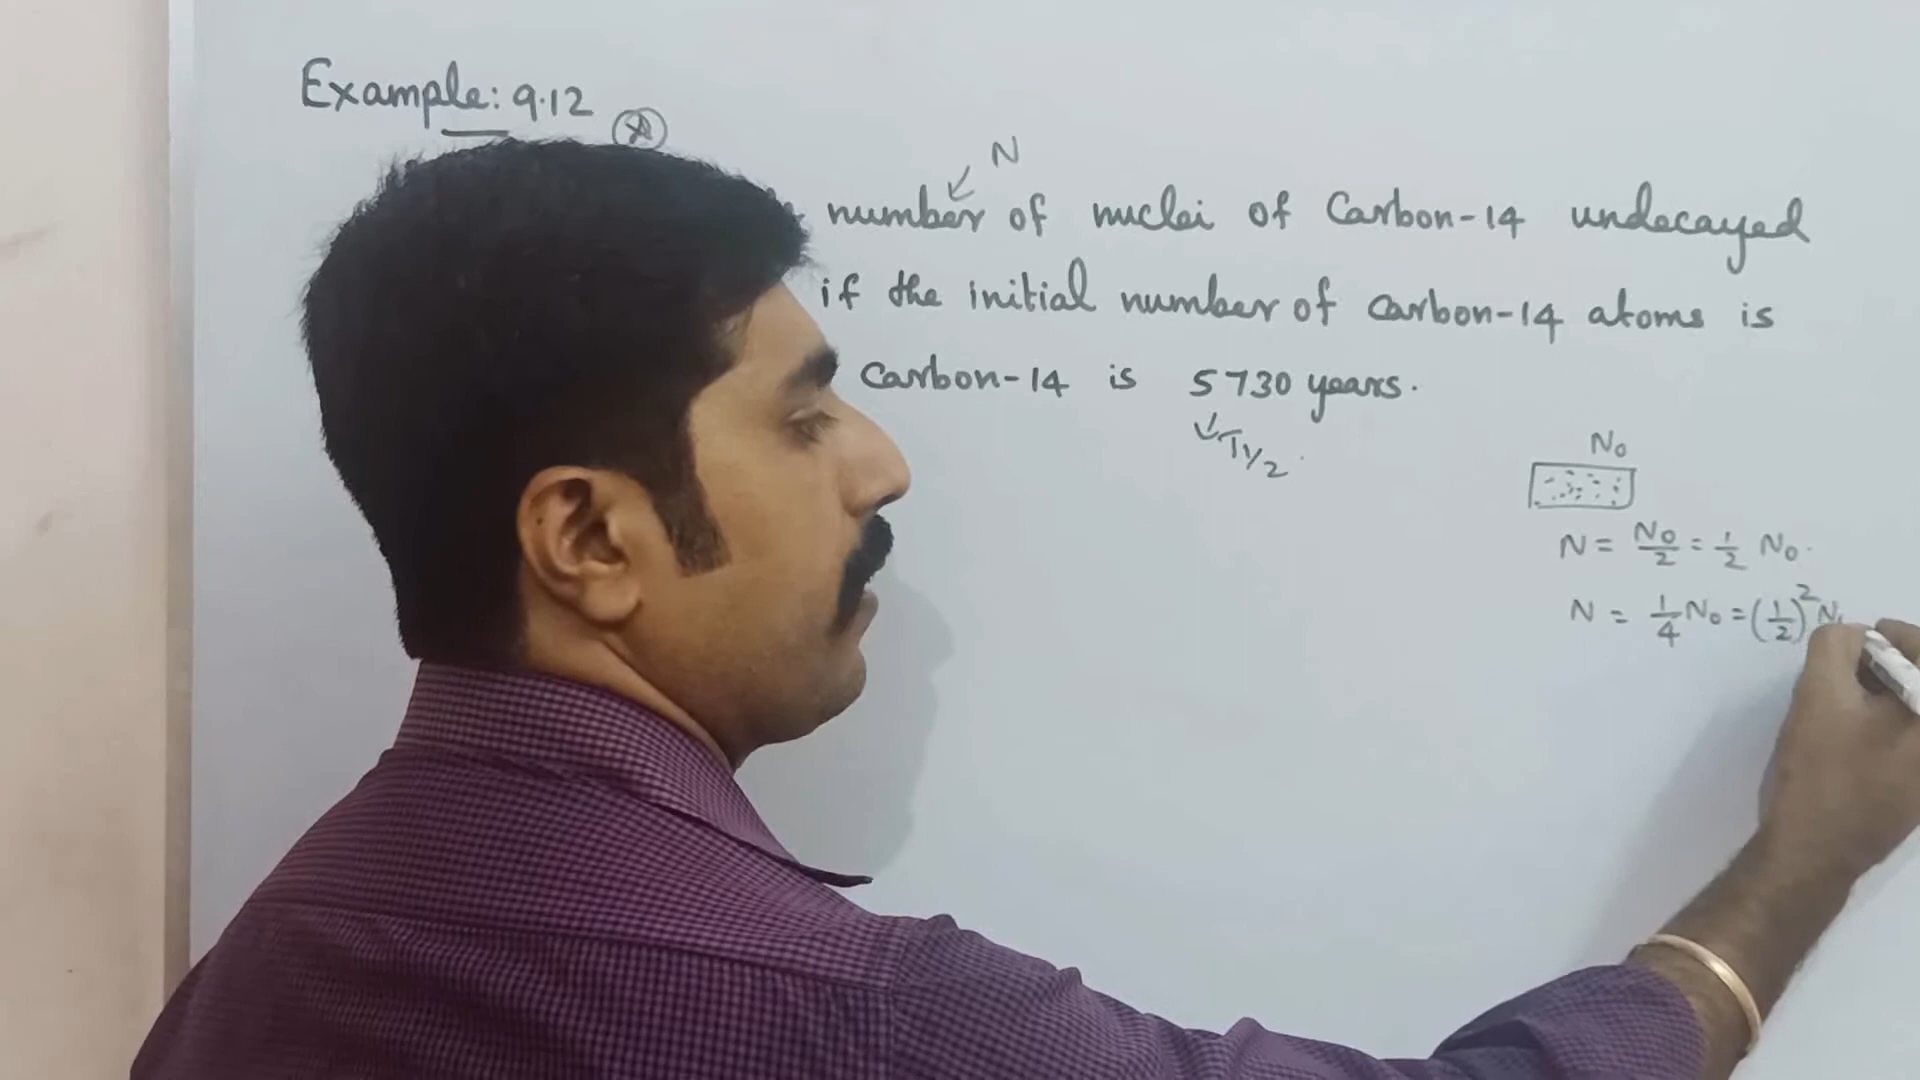 Example: 9.12
N
number of nuclei of Carbon-14 undecayed
if the initial number of carbon-14 atoms is
carbon-14 is 5730 years.
T1/2
N₀
N = N₀/2 = 1/2 N₀.
N = 1/4 N₀ = (1/2)² N